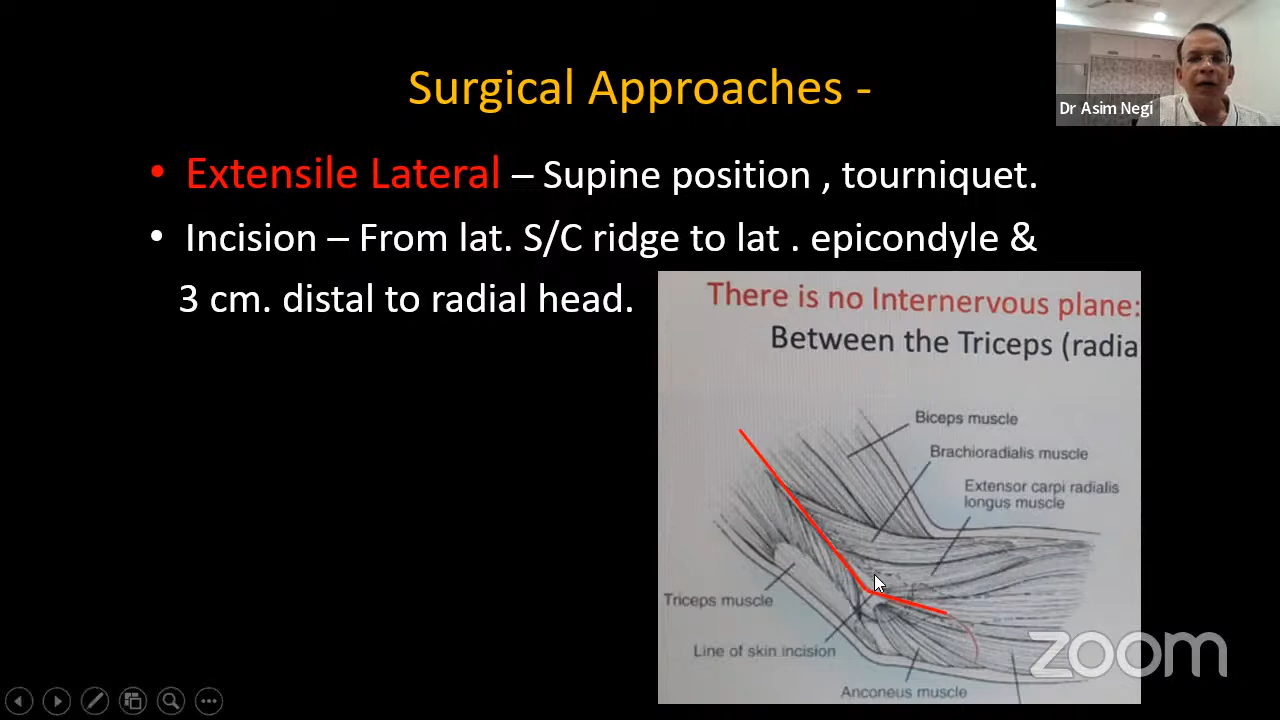 Surgical Approaches -
Dr Asim Negi
• Extensile Lateral – Supine position , tourniquet.
• Incision – From lat. S/C ridge to lat . epicondyle &
3 cm. distal to radial head.
There is no Internervous plane:
Between the Triceps (radia
Biceps muscle
Brachioradialis muscle
Extensor carpi radialis
longus muscle
Triceps muscle
Line of skin incision
Anconeus muscle
zoom